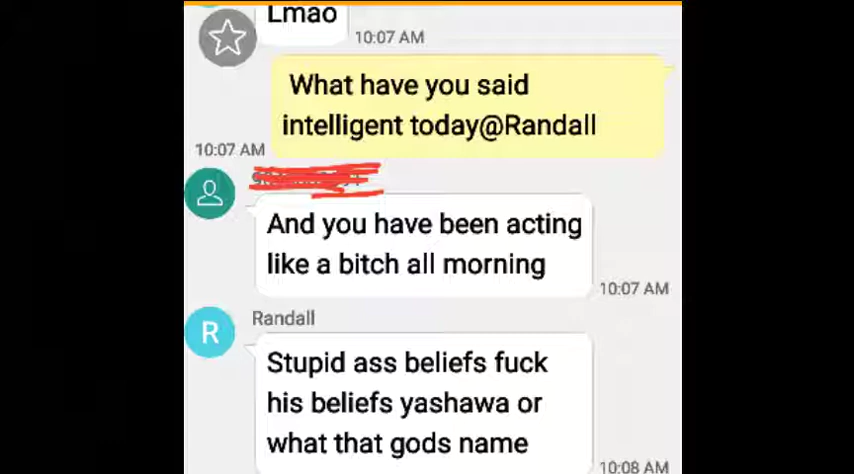 Lmao
10:07 AM
What have you said
intelligent today@Randall
10:07 AM
And you have been acting
like a bitch all morning
10:07 AM
R
Randall
Stupid ass beliefs fuck
his beliefs yashawa or
what that gods name
10:08 AM